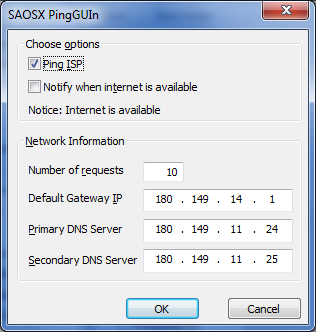 SAOSX PingGUIn
Choose options
Ping ISP
Notify when internet is available
Notice: Internet is available
Network Information
Number of requests 10
Default Gateway IP 180 . 149 . 14 . 1
Primary DNS Server 180 . 149 . 11 . 24
Secondary DNS Server 180 . 149 . 11 . 25
OK Cancel